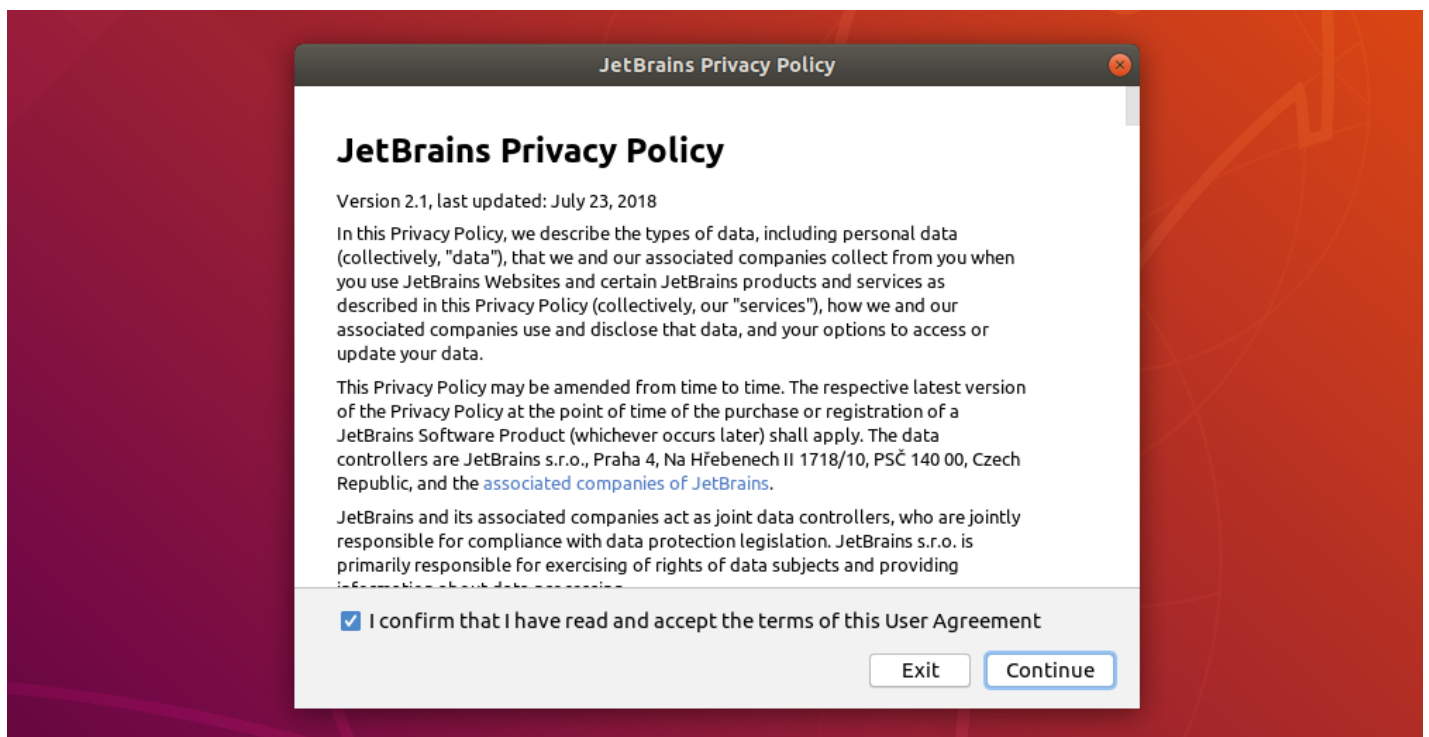 JetBrains Privacy Policy
JetBrains Privacy Policy
Version 2.1, last updated: July 23, 2018
In this Privacy Policy, we describe the types of data, including personal data
(collectively, "data"), that we and our associated companies collect from you when
you use JetBrains Websites and certain JetBrains products and services as
described in this Privacy Policy (collectively, our "services"), how we and our
associated companies use and disclose that data, and your options to access or
update your data.
This Privacy Policy may be amended from time to time. The respective latest version
of the Privacy Policy at the point of time of the purchase or registration of a
JetBrains Software Product (whichever occurs later) shall apply. The data
controllers are JetBrains s.r.o., Praha 4, Na Hřebenech II 1718/10, PSČ 140 00, Czech
Republic, and the associated companies of JetBrains.
JetBrains and its associated companies act as joint data controllers, who are jointly
responsible for compliance with data protection legislation. JetBrains s.r.o. is
primarily responsible for exercising of rights of data subjects and providing
information about data processing.
I confirm that I have read and accept the terms of this User Agreement
Exit
Continue